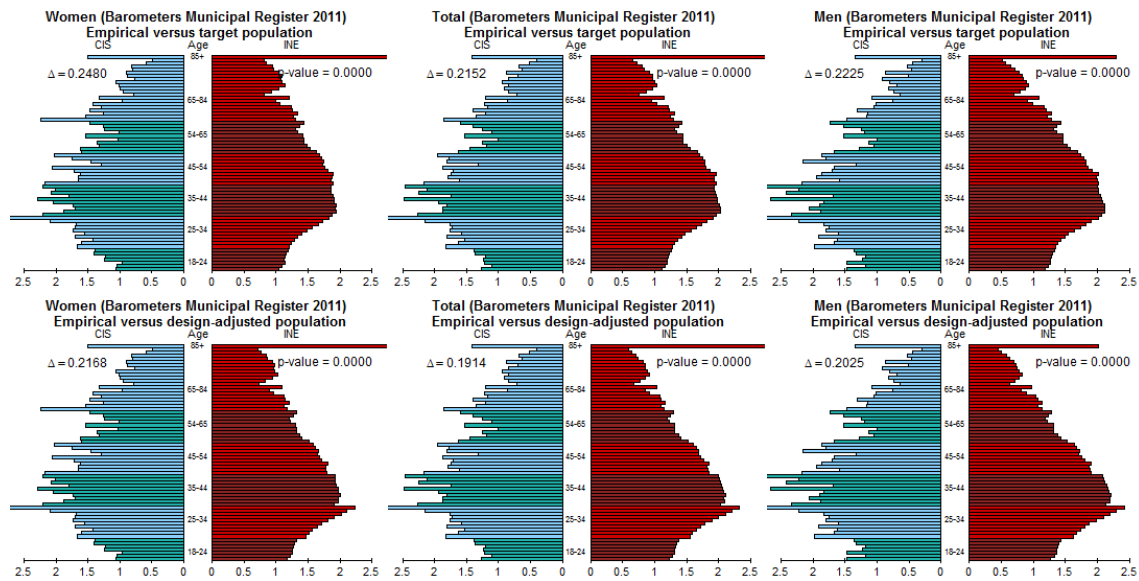 Women (Barometers Municipal Register 2011)
Empirical versus target population
CIS Age INE
Δ = 0.2480 p-value = 0.0000
85+
65-84
54-65
45-54
35-44
25-34
18-24
2.5 2 1.5 1 0.5 0 0 0.5 1 1.5 2 2.5
Total (Barometers Municipal Register 2011)
Empirical versus target population
CIS Age INE
Δ = 0.2152 p-value = 0.0000
85+
65-84
54-65
45-54
35-44
25-34
18-24
2.5 2 1.5 1 0.5 0 0 0.5 1 1.5 2 2.5
Men (Barometers Municipal Register 2011)
Empirical versus target population
CIS Age INE
Δ = 0.2225 p-value = 0.0000
85+
65-84
54-65
45-54
35-44
25-34
18-24
2.5 2 1.5 1 0.5 0 0 0.5 1 1.5 2 2.5
Women (Barometers Municipal Register 2011)
Empirical versus design-adjusted population
CIS Age INE
Δ = 0.2168 p-value = 0.0000
85+
65-84
54-65
45-54
35-44
25-34
18-24
2.5 2 1.5 1 0.5 0 0 0.5 1 1.5 2 2.5
Total (Barometers Municipal Register 2011)
Empirical versus design-adjusted population
CIS Age INE
Δ = 0.1914 p-value = 0.0000
85+
65-84
54-65
45-54
35-44
25-34
18-24
2.5 2 1.5 1 0.5 0 0 0.5 1 1.5 2 2.5
Men (Barometers Municipal Register 2011)
Empirical versus design-adjusted population
CIS Age INE
Δ = 0.2025 p-value = 0.0000
85+
65-84
54-65
45-54
35-44
25-34
18-24
2.5 2 1.5 1 0.5 0 0 0.5 1 1.5 2 2.5